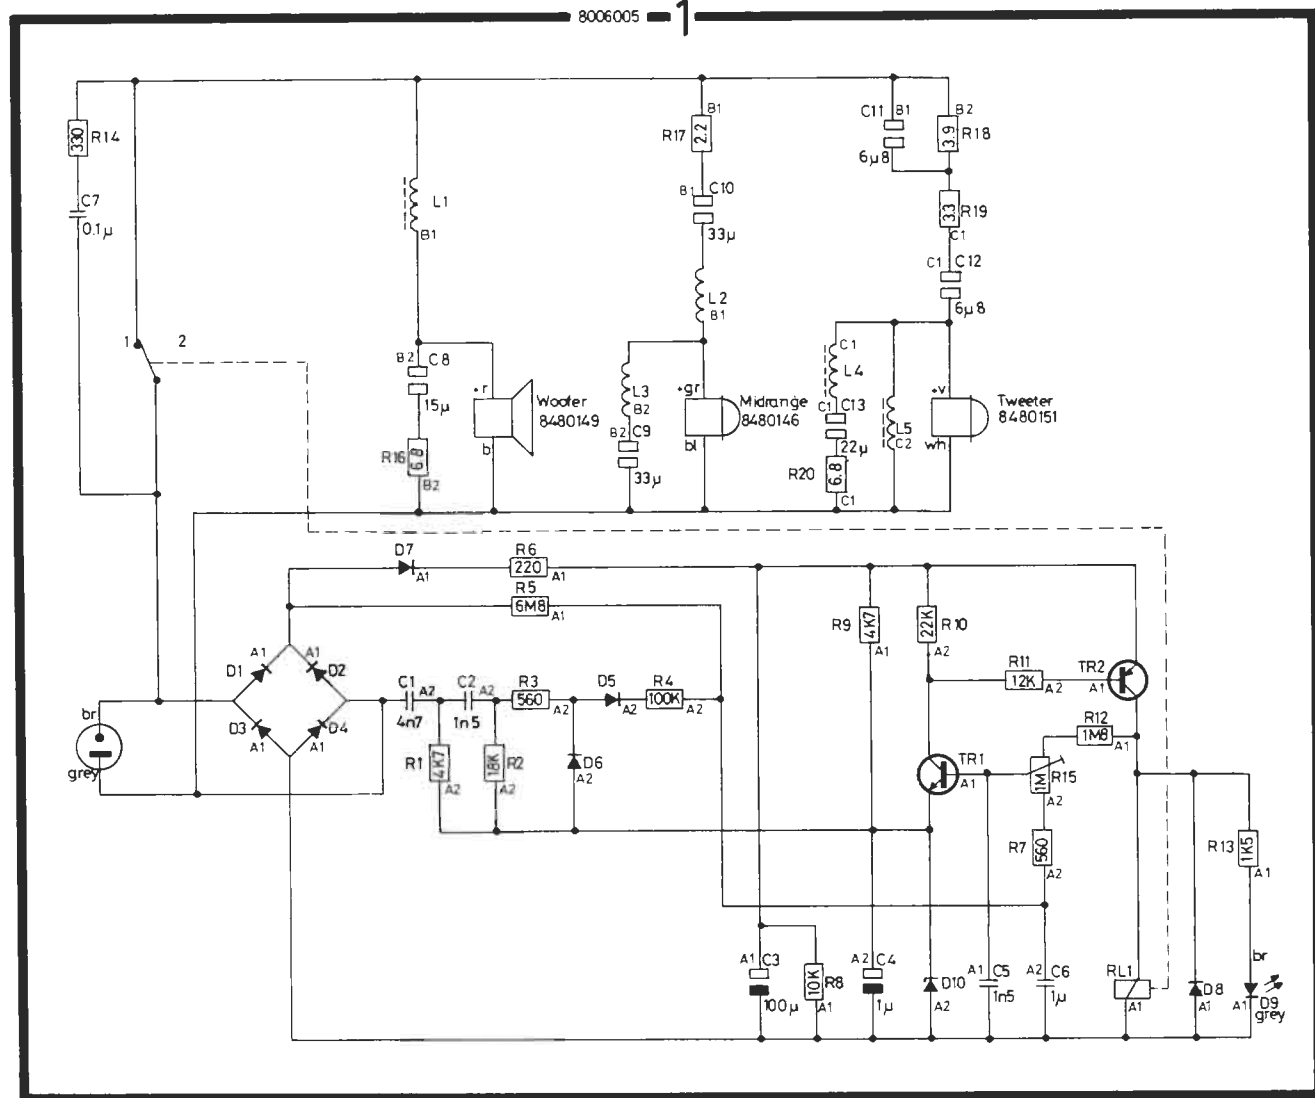 8006005 1
330 R14
C7
0.1µ
1 2
L1
B1
B2 C8
15µ
R16 6.8
B2
+r
b
Woofer
8480149
B1
R17 2.2
B1 C10
33µ
L2
B1
L3
B2
B2 C9
33µ
+gr
bl
Midrange
8480146
C11 B1
6µ8
B2
3.9 R18
3.3 R19
C1
C1 C12
6µ8
C1
L4
C1 C13
22µ
R20 6.8
C1
L5
C2
+v
wh
Tweeter
8480151
D7
A1
R6
220
A1
R5
6M8
A1
A1 A1
D1 D2
D3 D4
A1 A1
br
grey
C1 A2
4n7
C2 A2
1n5
R3
560
A2
D5
A2
R4
100K
A2
R1 4K7
A2
18K R2
A2
D6
A2
R9 4K7
A1
22K R10
A2
R11
12K
A2
TR2
A1
R12
1M8
A1
TR1
A1
1M R15
A2
R7 560
A2
R13 1K5
A1
A1 C3
100µ
10K R8
A1
A2 C4
1µ
D10
A2
A1 C5
1n5
A2 C6
1µ
RL1
A1
D8
A1
br
A1 D9
grey